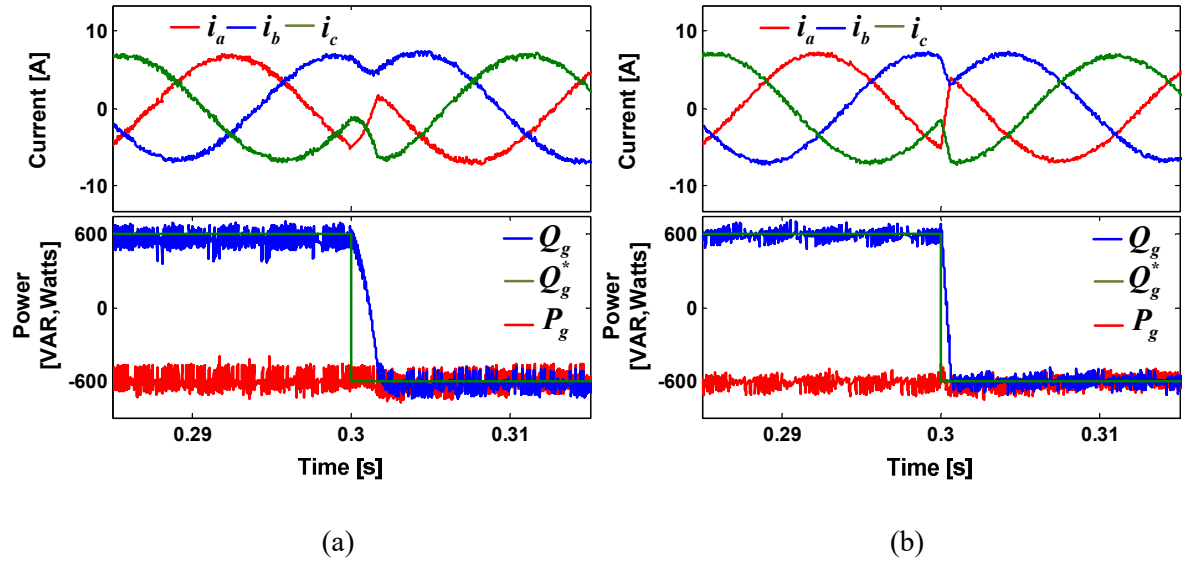 i_a i_b i_c
Current [A]
10
0
-10
Power
[VAR,Watts]
600
0
-600
Q_g
Q_g^*
P_g
0.29 0.3 0.31
Time [s]
(a)
i_a i_b i_c
Current [A]
10
0
-10
Power
[VAR,Watts]
600
0
-600
Q_g
Q_g^*
P_g
0.29 0.3 0.31
Time [s]
(b)